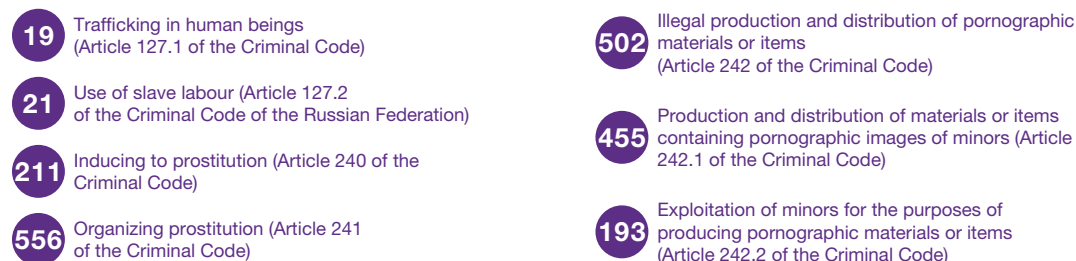 19
Trafficking in human beings
(Article 127.1 of the Criminal Code)
21
Use of slave labour (Article 127.2
of the Criminal Code of the Russian Federation)
211
Inducing to prostitution (Article 240 of the
Criminal Code)
556
Organizing prostitution (Article 241
of the Criminal Code)
502
Illegal production and distribution of pornographic
materials or items
(Article 242 of the Criminal Code)
455
Production and distribution of materials or items
containing pornographic images of minors (Article
242.1 of the Criminal Code)
193
Exploitation of minors for the purposes of
producing pornographic materials or items
(Article 242.2 of the Criminal Code)